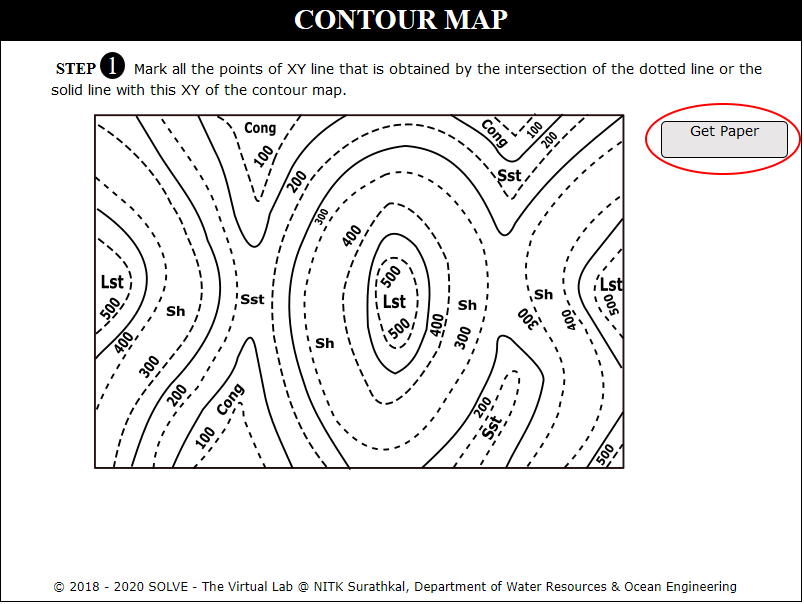 CONTOUR MAP
STEP 1 Mark all the points of XY line that is obtained by the intersection of the dotted line or the
solid line with this XY of the contour map.
Get Paper
Cong
100
200
300
400
Cong
100
200
Sst
Lst
500
400
300
200
Sh
Sst
500
Lst
500
400
Sh
300
Sh
Sh
300
400
Lst
500
Cong
100
200
Sst
500
© 2018 - 2020 SOLVE - The Virtual Lab @ NITK Surathkal, Department of Water Resources & Ocean Engineering